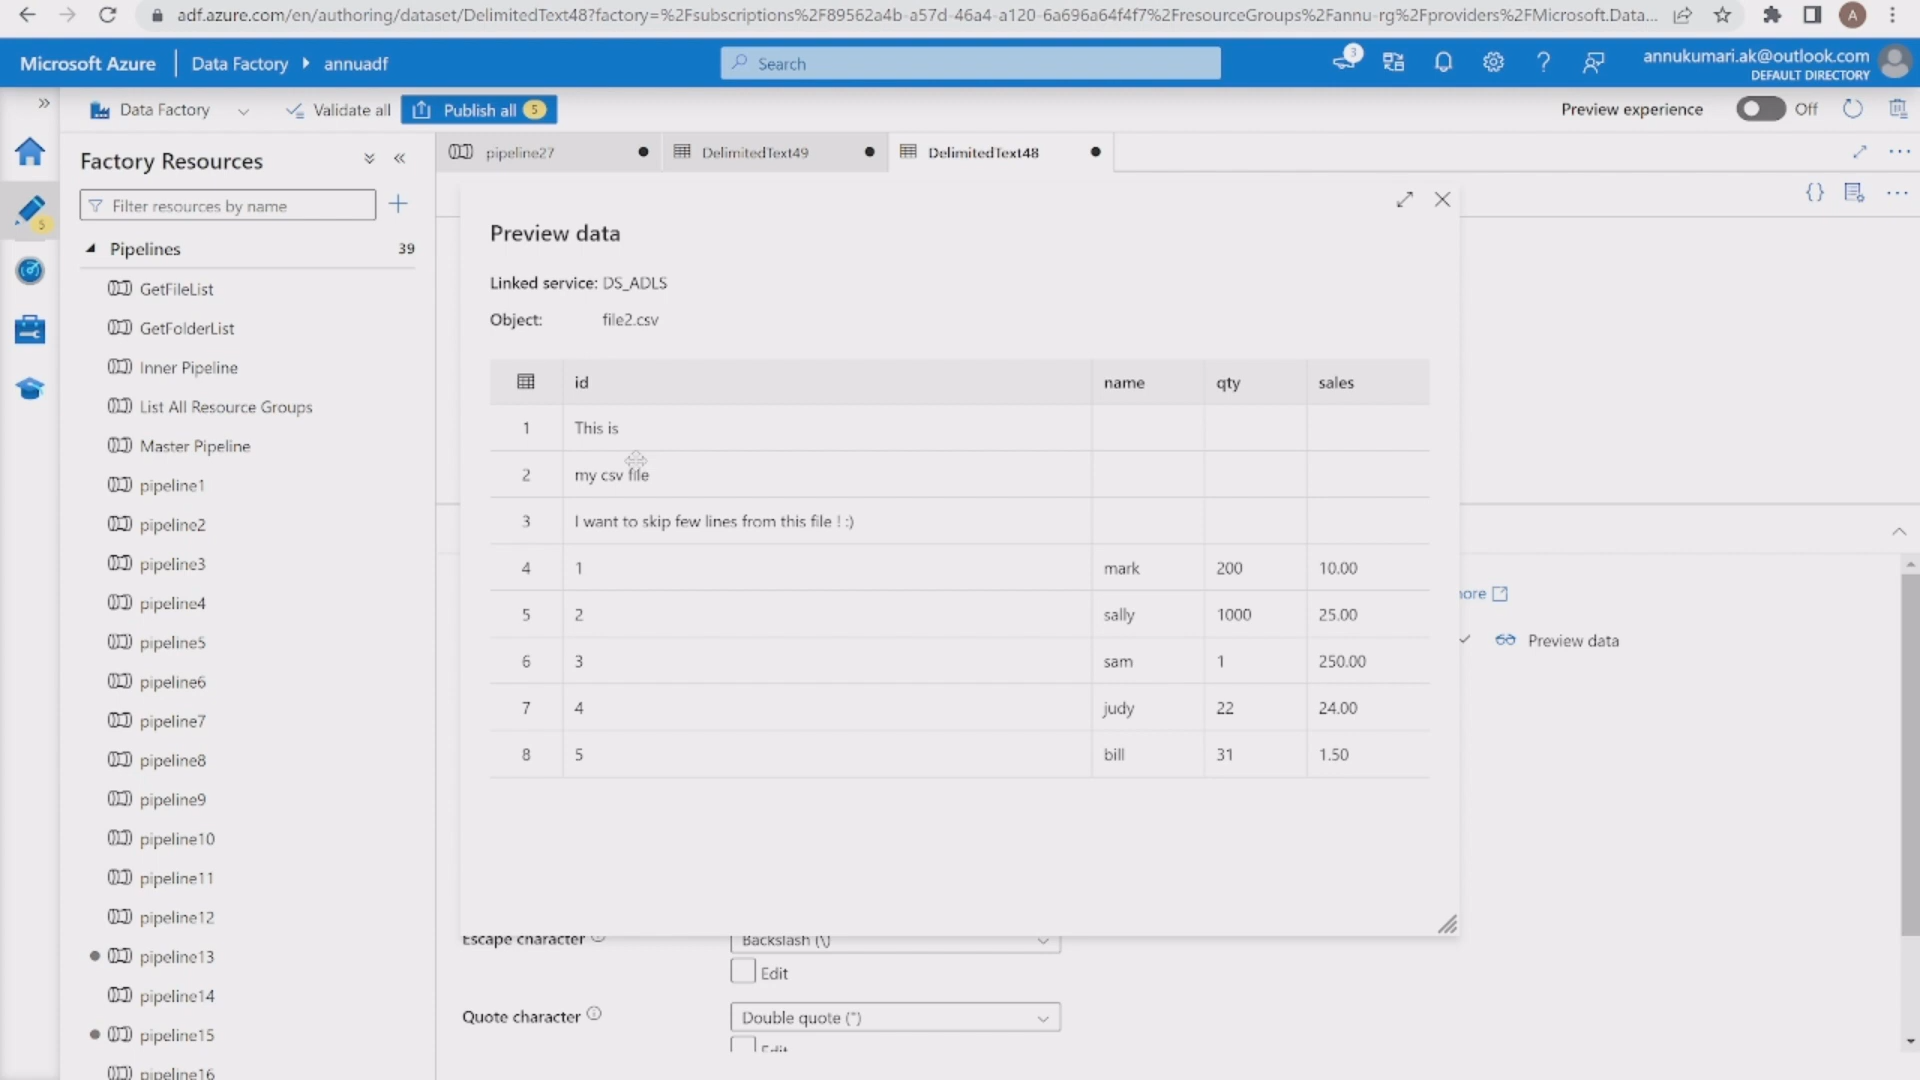 adf.azure.com/en/authoring/dataset/DelimitedText48?factory=%2Fsubscriptions%2F89562a4b-a57d-46a4-a120-6a696a64f4f7%2FresourceGroups%2Fannu-rg%2Fproviders%2FMicrosoft.Data...
A
Microsoft Azure
Data Factory
annuadf
Search
3
annukumari.ak@outlook.com
DEFAULT DIRECTORY
Data Factory
Validate all
Publish all 5
Preview experience
Off
Factory Resources
Filter resources by name
5
Pipelines 39
GetFileList
GetFolderList
Inner Pipeline
List All Resource Groups
Master Pipeline
pipeline1
pipeline2
pipeline3
pipeline4
pipeline5
pipeline6
pipeline7
pipeline8
pipeline9
pipeline10
pipeline11
pipeline12
pipeline13
pipeline14
pipeline15
pipeline16
pipeline27
DelimitedText49
DelimitedText48
Preview data
Linked service: DS_ADLS
Object: file2.csv
id name qty sales
1 This is
2 my csv file
3 I want to skip few lines from this file ! :)
4 1 mark 200 10.00
5 2 sally 1000 25.00
6 3 sam 1 250.00
7 4 judy 22 24.00
8 5 bill 31 1.50
Preview data
Escape character Backslash (\)
Edit
Quote character Double quote (")
Edit